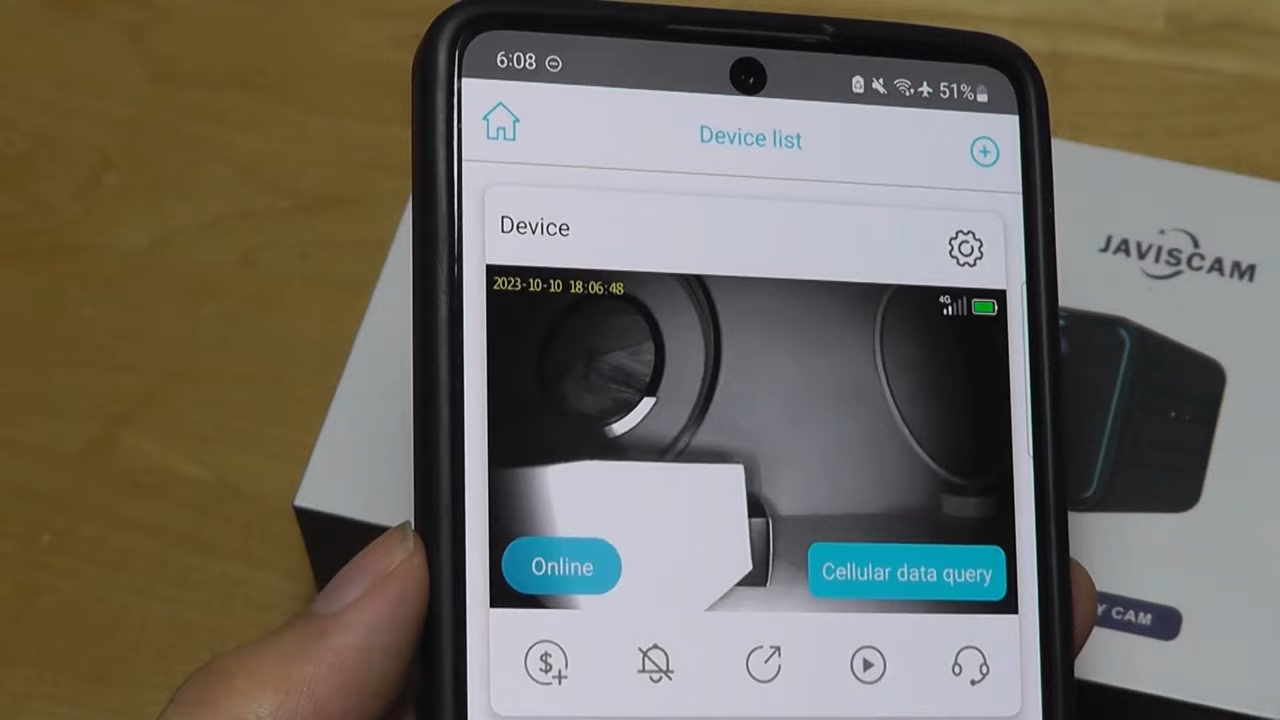 6:08
51%
Device list
Device
2023-10-10 18:06:48
4G
Online
Cellular data query
JAVISCAM
Y CAM